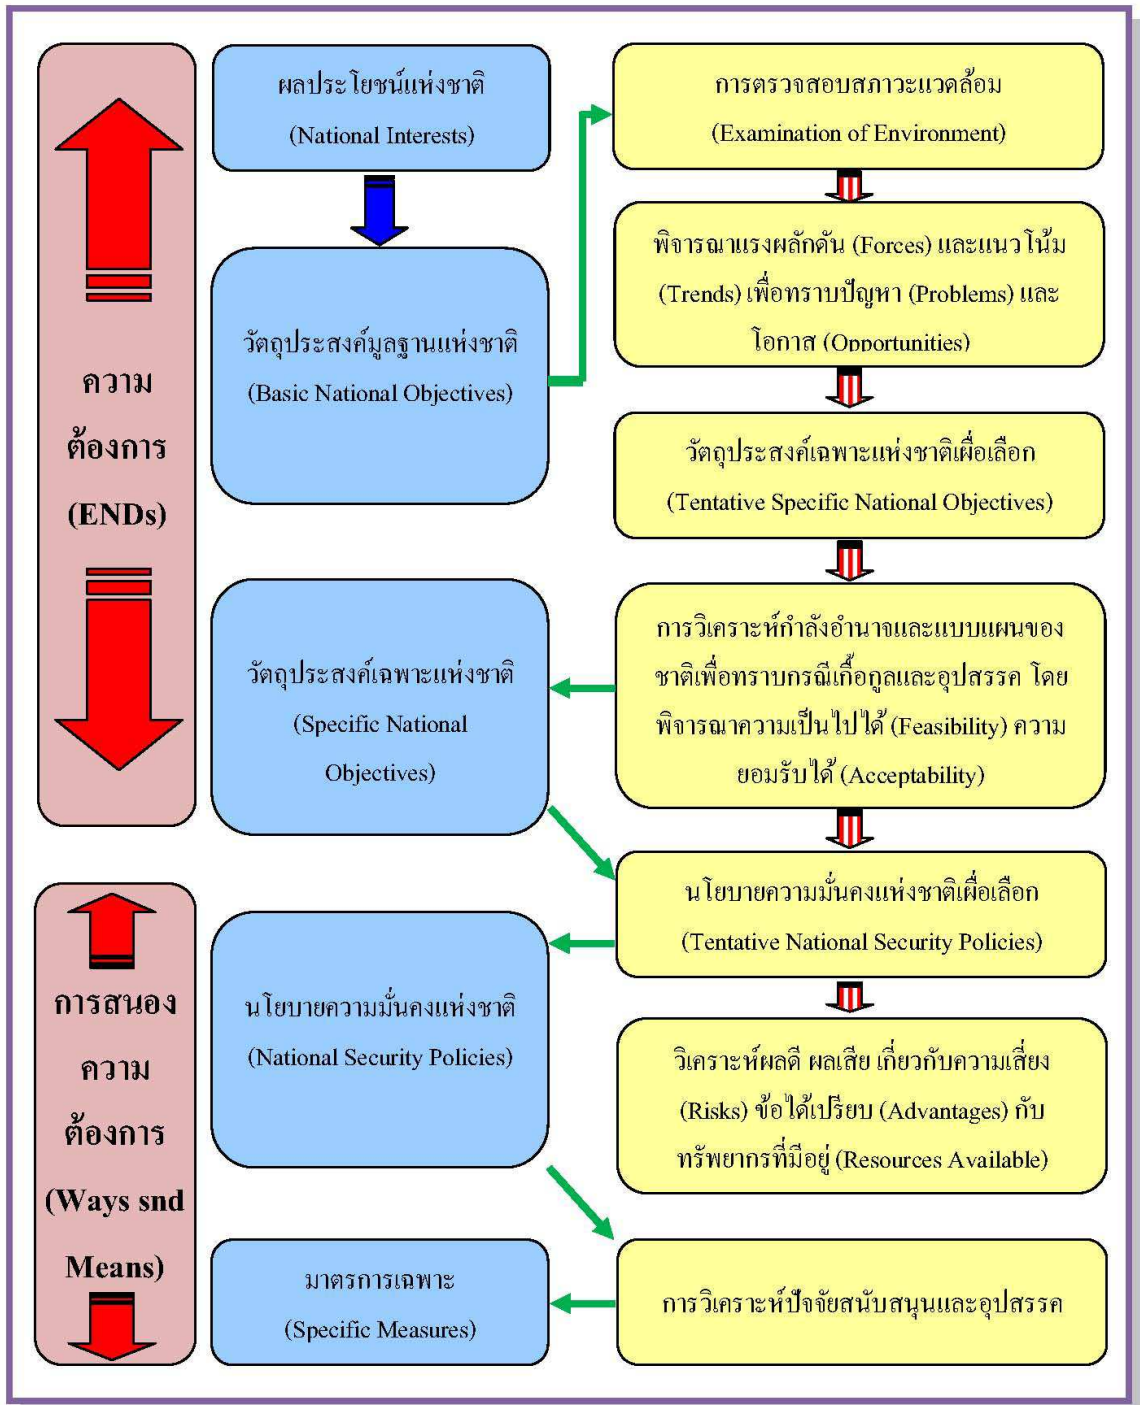 ความ
ต้องการ
(ENDs)
การสนอง
ความ
ต้องการ
(Ways snd
Means)
ผลประโยชน์แห่งชาติ
(National Interests)
วัตถุประสงค์มูลฐานแห่งชาติ
(Basic National Objectives)
วัตถุประสงค์เฉพาะแห่งชาติ
(Specific National
Objectives)
นโยบายความมั่นคงแห่งชาติ
(National Security Policies)
มาตรการเฉพาะ
(Specific Measures)
การตรวจสอบสภาวะแวดล้อม
(Examination of Environment)
พิจารณาแรงผลักดัน (Forces) และแนวโน้ม
(Trends) เพื่อทราบปัญหา (Problems) และ
โอกาส (Opportunities)
วัตถุประสงค์เฉพาะแห่งชาติเผื่อเลือก
(Tentative Specific National Objectives)
การวิเคราะห์กำลังอำนาจและแบบแผนของ
ชาติเพื่อทราบกรณีเกื้อกูลและอุปสรรค โดย
พิจารณาความเป็นไปได้ (Feasibility) ความ
ยอมรับได้ (Acceptability)
นโยบายความมั่นคงแห่งชาติเผื่อเลือก
(Tentative National Security Policies)
วิเคราะห์ผลดี ผลเสีย เกี่ยวกับความเสี่ยง
(Risks) ข้อได้เปรียบ (Advantages) กับ
ทรัพยากรที่มีอยู่ (Resources Available)
การวิเคราะห์ปัจจัยสนับสนุนและอุปสรรค